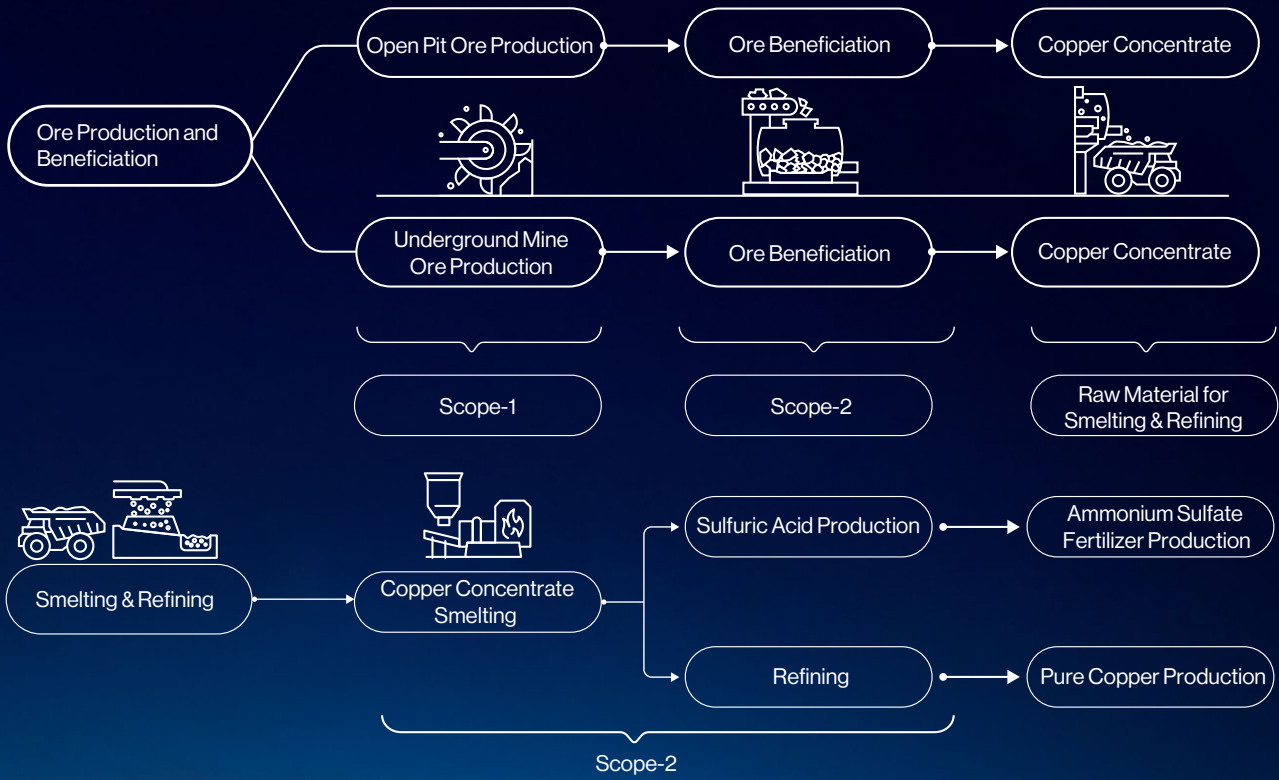 Open Pit Ore Production
Ore Beneficiation
Copper Concentrate
Ore Production and
Beneficiation
Underground Mine
Ore Production
Ore Beneficiation
Copper Concentrate
Scope-1
Scope-2
Raw Material for
Smelting & Refining
Sulfuric Acid Production
Ammonium Sulfate
Fertilizer Production
Smelting & Refining
Copper Concentrate
Smelting
Refining
Pure Copper Production
Scope-2